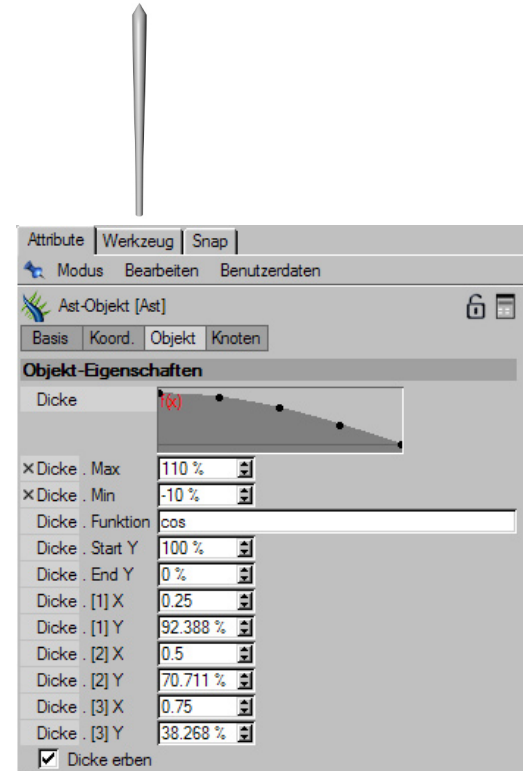 Attribute Werkzeug Snap
Modus Bearbeiten Benutzerdaten
Ast-Objekt [Ast]
Basis Koord. Objekt Knoten
Objekt-Eigenschaften
Dicke f(x)
×Dicke . Max 110 %
×Dicke . Min -10 %
Dicke . Funktion cos
Dicke . Start Y 100 %
Dicke . End Y 0 %
Dicke . [1] X 0.25
Dicke . [1] Y 92.388 %
Dicke . [2] X 0.5
Dicke . [2] Y 70.711 %
Dicke . [3] X 0.75
Dicke . [3] Y 38.268 %
Dicke erben